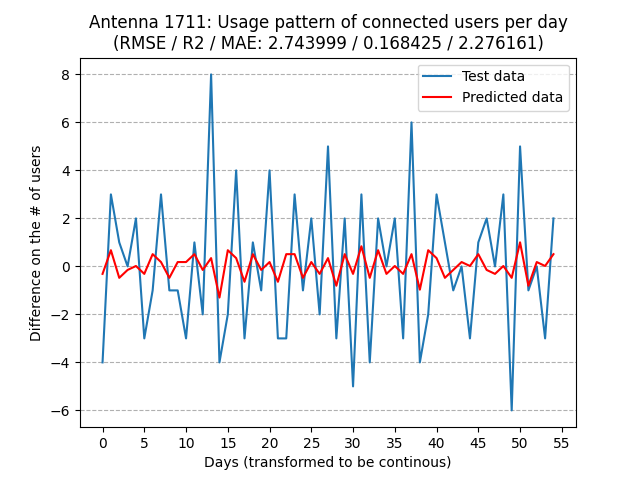 Antenna 1711: Usage pattern of connected users per day
(RMSE / R2 / MAE: 2.743999 / 0.168425 / 2.276161)
Test data
Predicted data
Difference on the # of users
8
6
4
2
0
−2
−4
−6
0 5 10 15 20 25 30 35 40 45 50 55
Days (transformed to be continous)